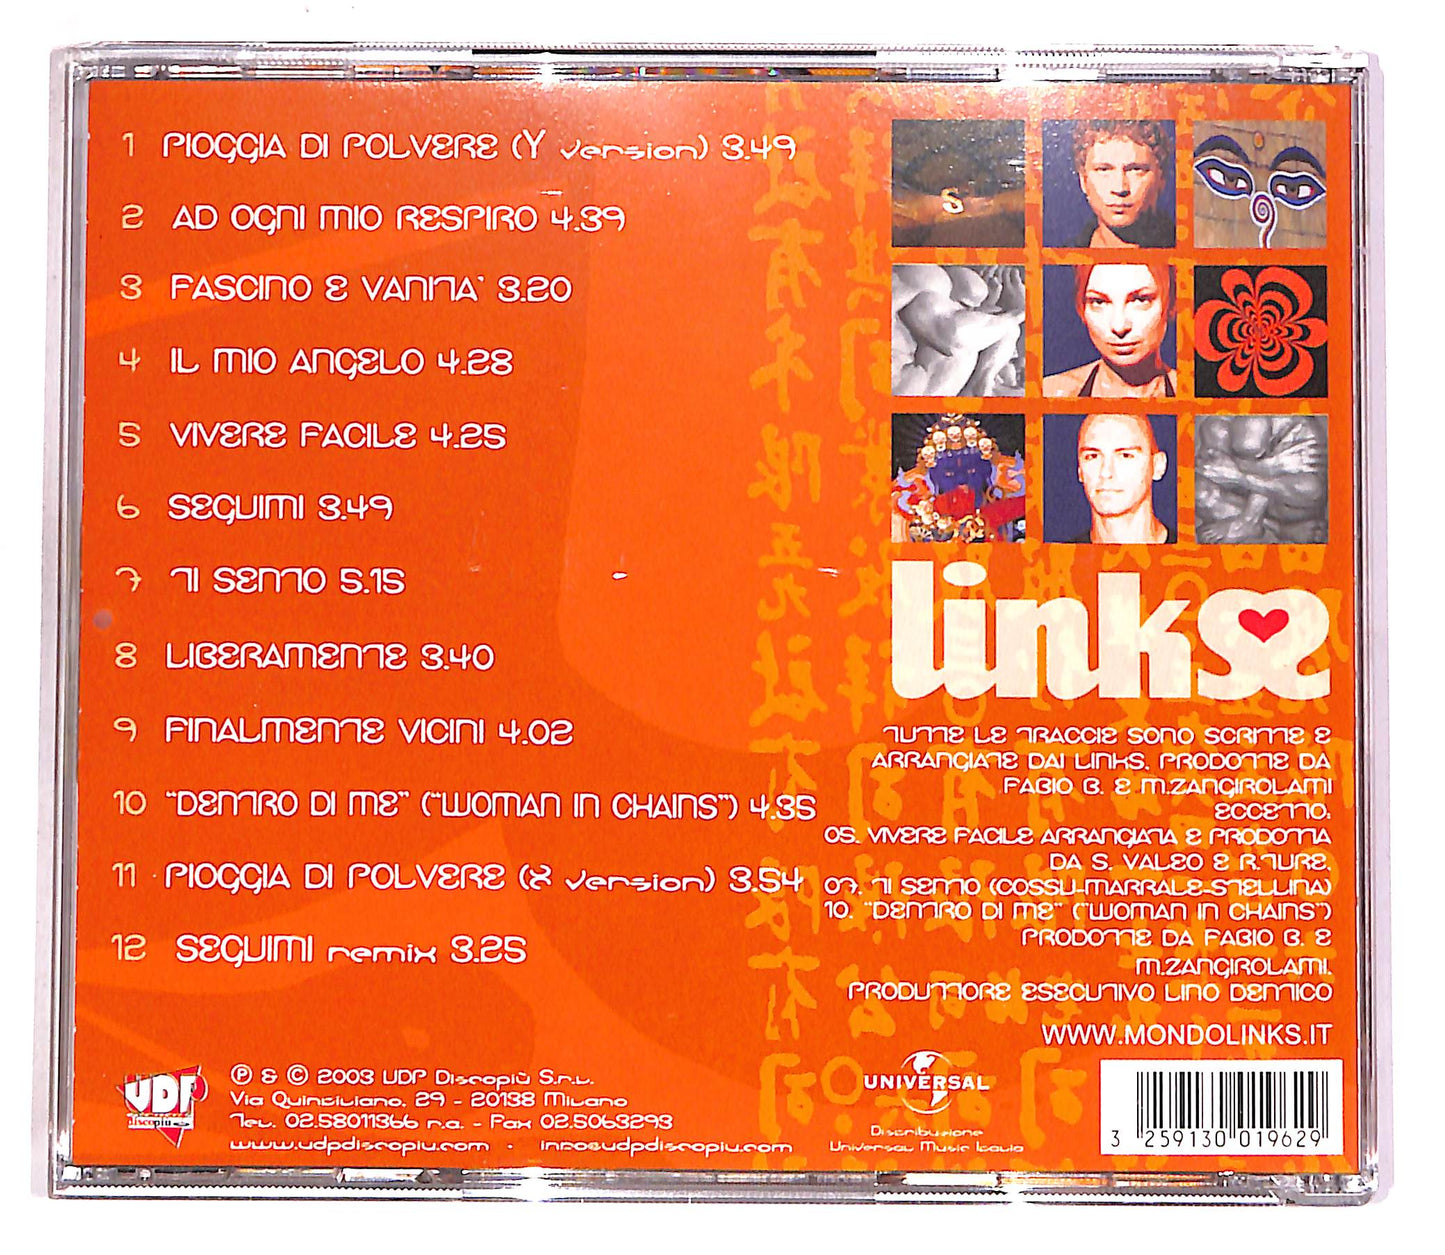 1 PIOGGIA DI POLVERE (Y version) 3.49
2 AD OGNI MIO RESPIRO 4.39
3 FASCINO E VANITA' 3.20
4 IL MIO ANGELO 4.28
5 VIVERE FACILE 4.25
6 SEGUIMI 3.49
7 TI SENTO 5.15
8 LIBERAMENTE 3.40
9 FINALMENTE VICINI 4.02
10 "DENTRO DI ME" ("WOMAN IN CHAINS") 4.35
11 PIOGGIA DI POLVERE (X version) 3.54
12 SEGUIMI remix 3.25
S
links
TUTTE LE TRACCIE SONO SCRITTE E
ARRANGIATE DAI LINKS, PRODOTTE DA
FABIO B. E M.ZANGIROLAMI
ECCETTO:
05. VIVERE FACILE ARRANGIATA E PRODOTTA
DA S. VALEO E R.TURE.
07. TI SENTO (COSSU-MARRALE-STELLITA)
10. "DENTRO DI ME" ("WOMAN IN CHAINS")
PRODOTTE DA FABIO B. E
M.ZANGIROLAMI.
PRODUTTORE ESECUTIVO LINO DENTICO
WWW.MONDOLINKS.IT
UDP
discopiù
℗ & © 2003 UDP Discopiù S.r.l.
Via Quintiliano, 29 - 20138 Milano
Tel. 02.58011366 r.a. - Fax 02.5063293
www.udpdiscopiu.com · info@udpdiscopiu.com
UNIVERSAL
Distribuzione
Universal Music Italia
3 259130 019629